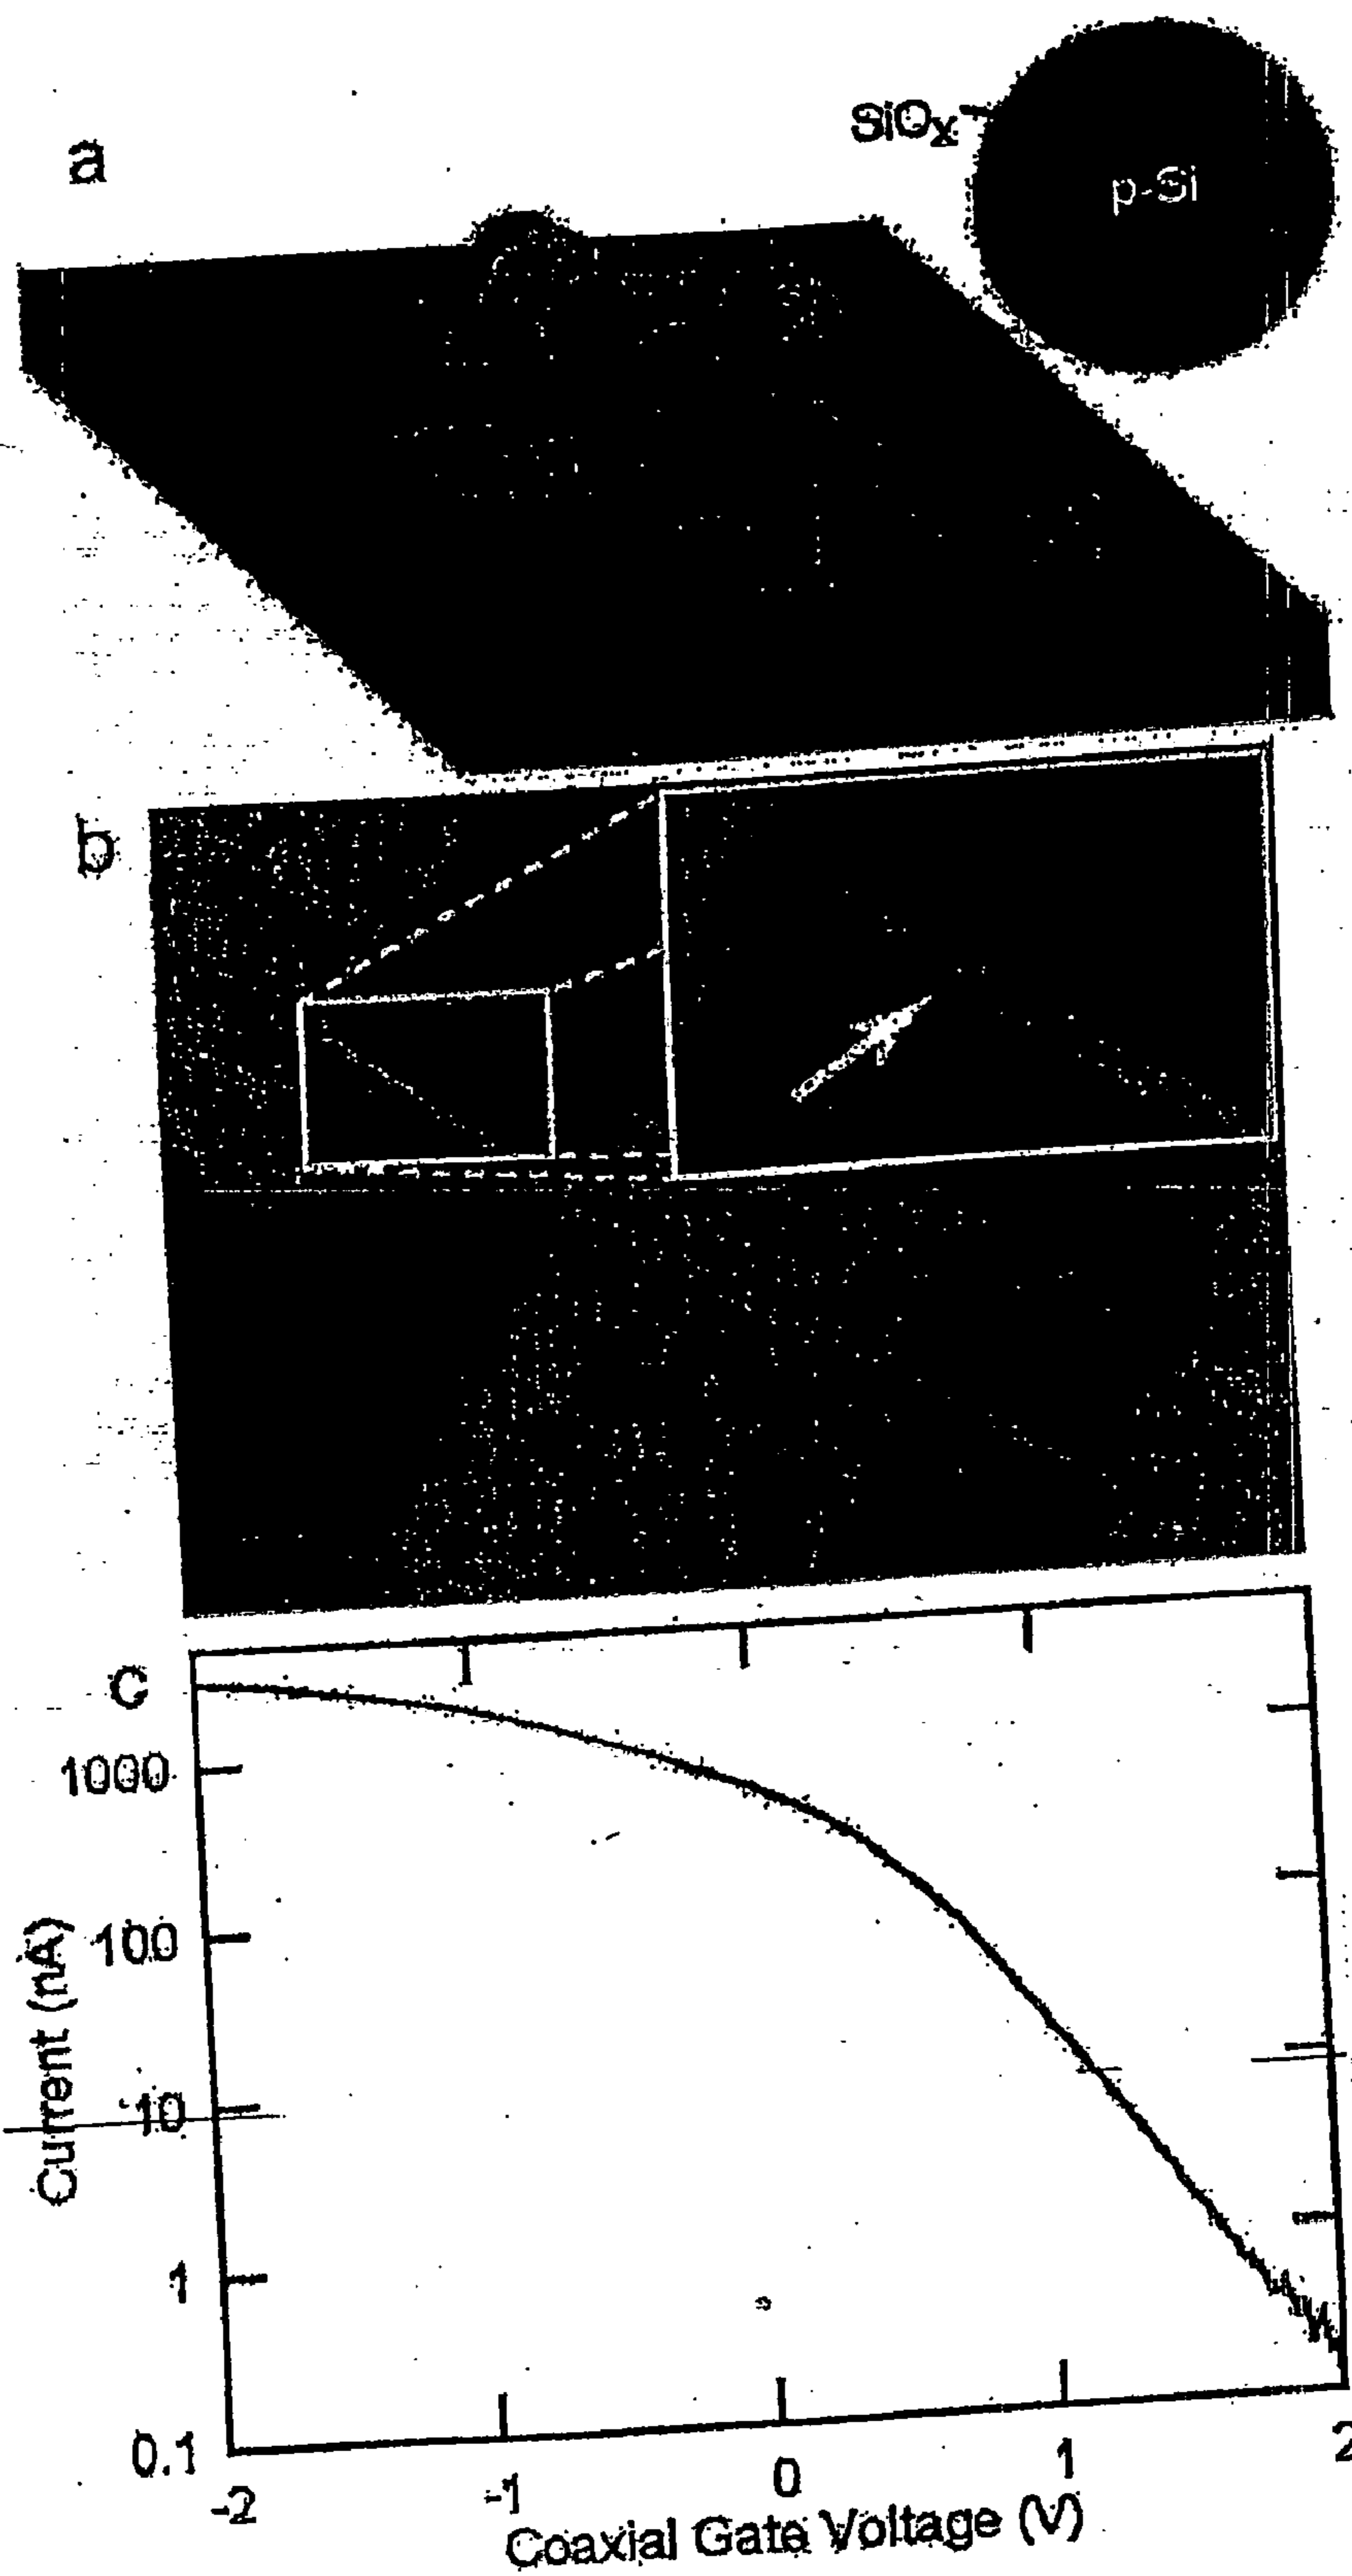 a
SiOx
p-Si
b
c
1000
100
10
1
0.1
Current (nA)
-2
-1
0
1
2
Coaxial Gate Voltage (V)